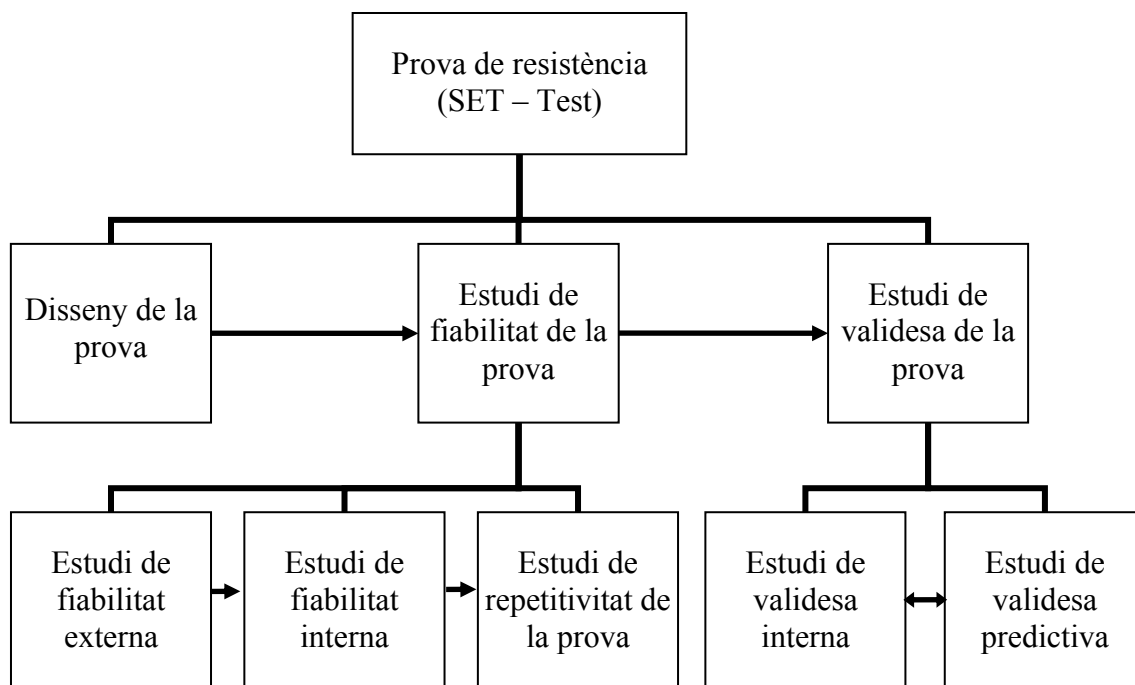 Prova de resistència
(SET – Test)
Disseny de la
prova
Estudi de
fiabilitat de la
prova
Estudi de
validesa de la
prova
Estudi de
fiabilitat
externa
Estudi de
fiabilitat
interna
Estudi de
repetitivitat de
la prova
Estudi de
validesa
interna
Estudi de
validesa
predictiva